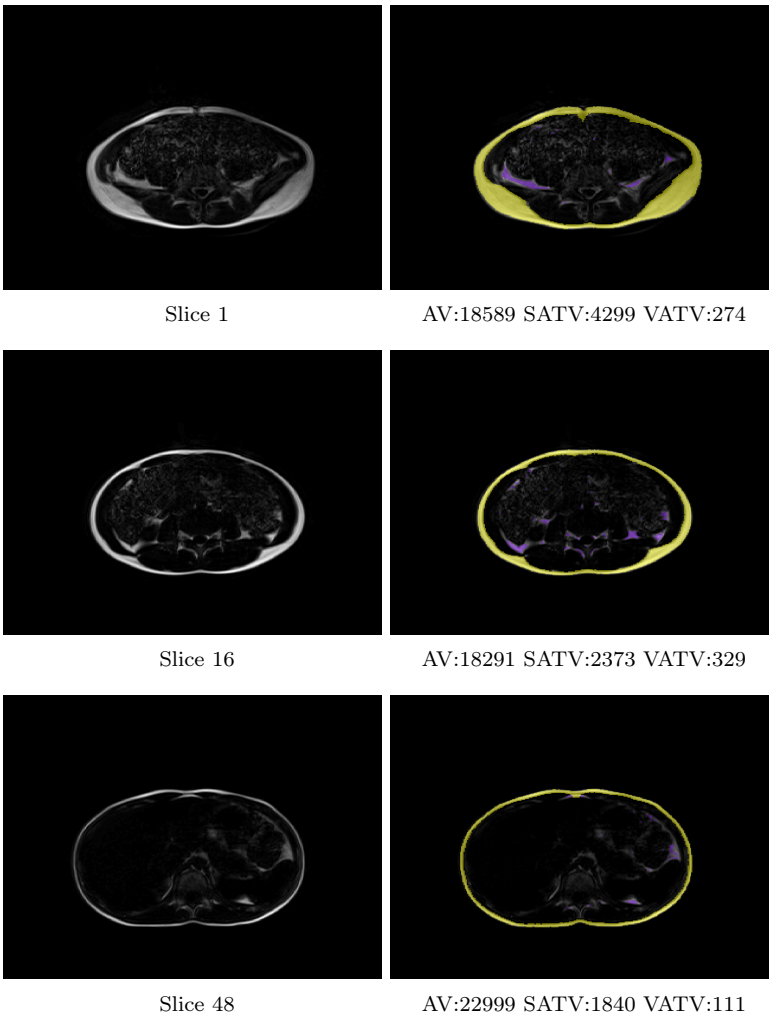 Slice 1
AV:18589 SATV:4299 VATV:274
Slice 16
AV:18291 SATV:2373 VATV:329
Slice 48
AV:22999 SATV:1840 VATV:111